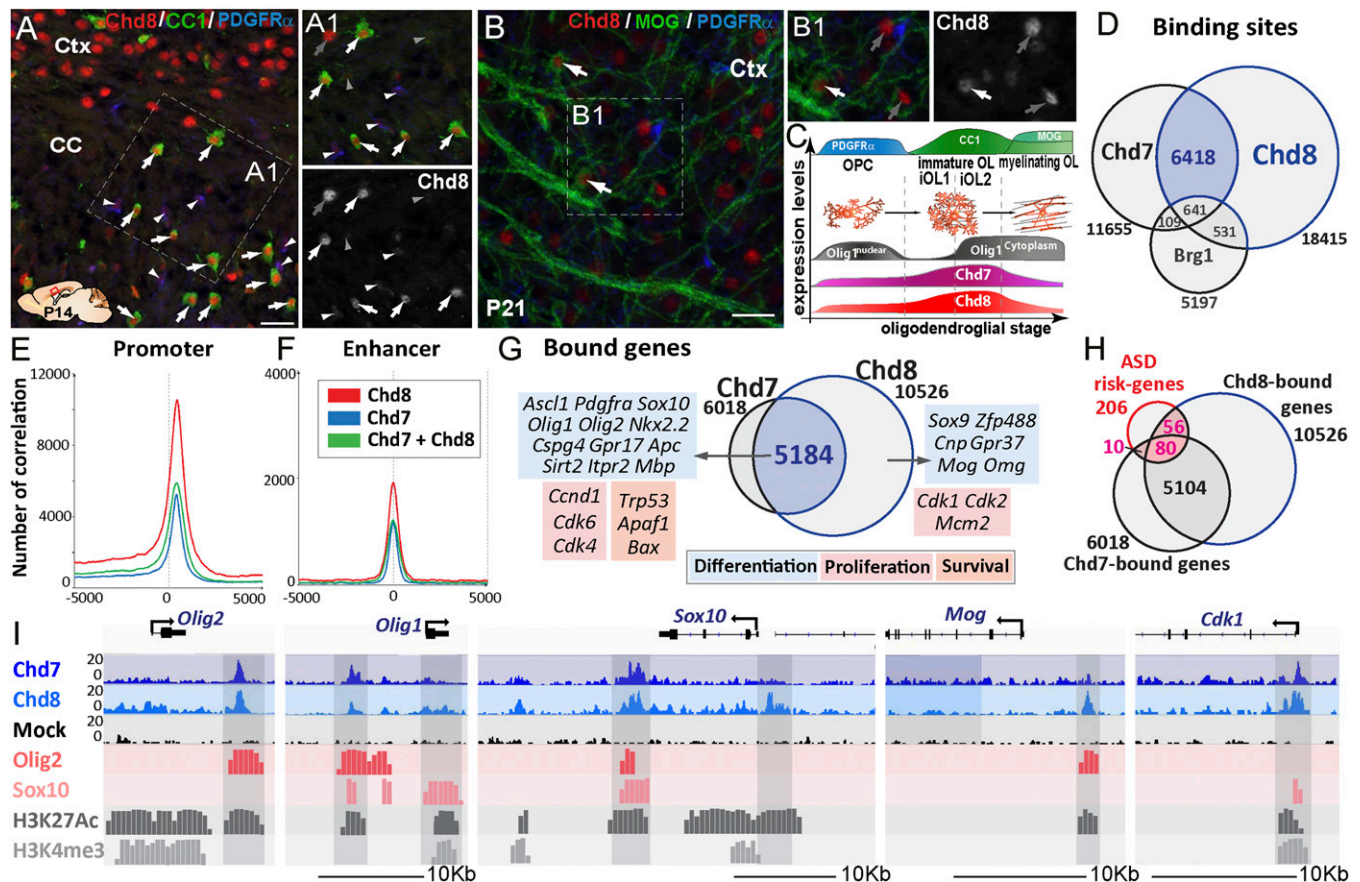 A
Chd8/CC1/PDGFRα
Ctx
CC
A1
P14
A1
Chd8
B
Chd8 / MOG / PDGFRα
Ctx
B1
P21
B1
Chd8
C
expression levels
PDGFRα
CC1
MOG
OPC
immature OL
iOL1
iOL2
myelinating OL
Olig1 nuclear
Olig1 Cytoplasm
Chd7
Chd8
oligodendroglial stage
D
Binding sites
Chd7
6418
Chd8
641
109
531
11655
18415
Brg1
5197
E
Promoter
Number of correlation
12000
8000
4000
0
-5000
0
5000
F
Enhancer
4000
2000
0
-5000
0
5000
Chd8
Chd7
Chd7 + Chd8
G
Bound genes
Chd7
6018
Chd8
10526
5184
Ascl1 Pdgfra Sox10
Olig1 Olig2 Nkx2.2
Cspg4 Gpr17 Apc
Sirt2 Itpr2 Mbp
Ccnd1
Cdk6
Cdk4
Trp53
Apaf1
Bax
Sox9 Zfp488
Cnp Gpr37
Mog Omg
Cdk1 Cdk2
Mcm2
Differentiation
Proliferation
Survival
H
ASD
risk-genes
206
Chd8-bound
genes
10526
56
10
80
5104
6018
Chd7-bound genes
I
Olig2
Olig1
Sox10
Mog
Cdk1
Chd7
20
0
Chd8
20
0
Mock
20
0
Olig2
Sox10
H3K27Ac
H3K4me3
10Kb
10Kb
10Kb
10Kb